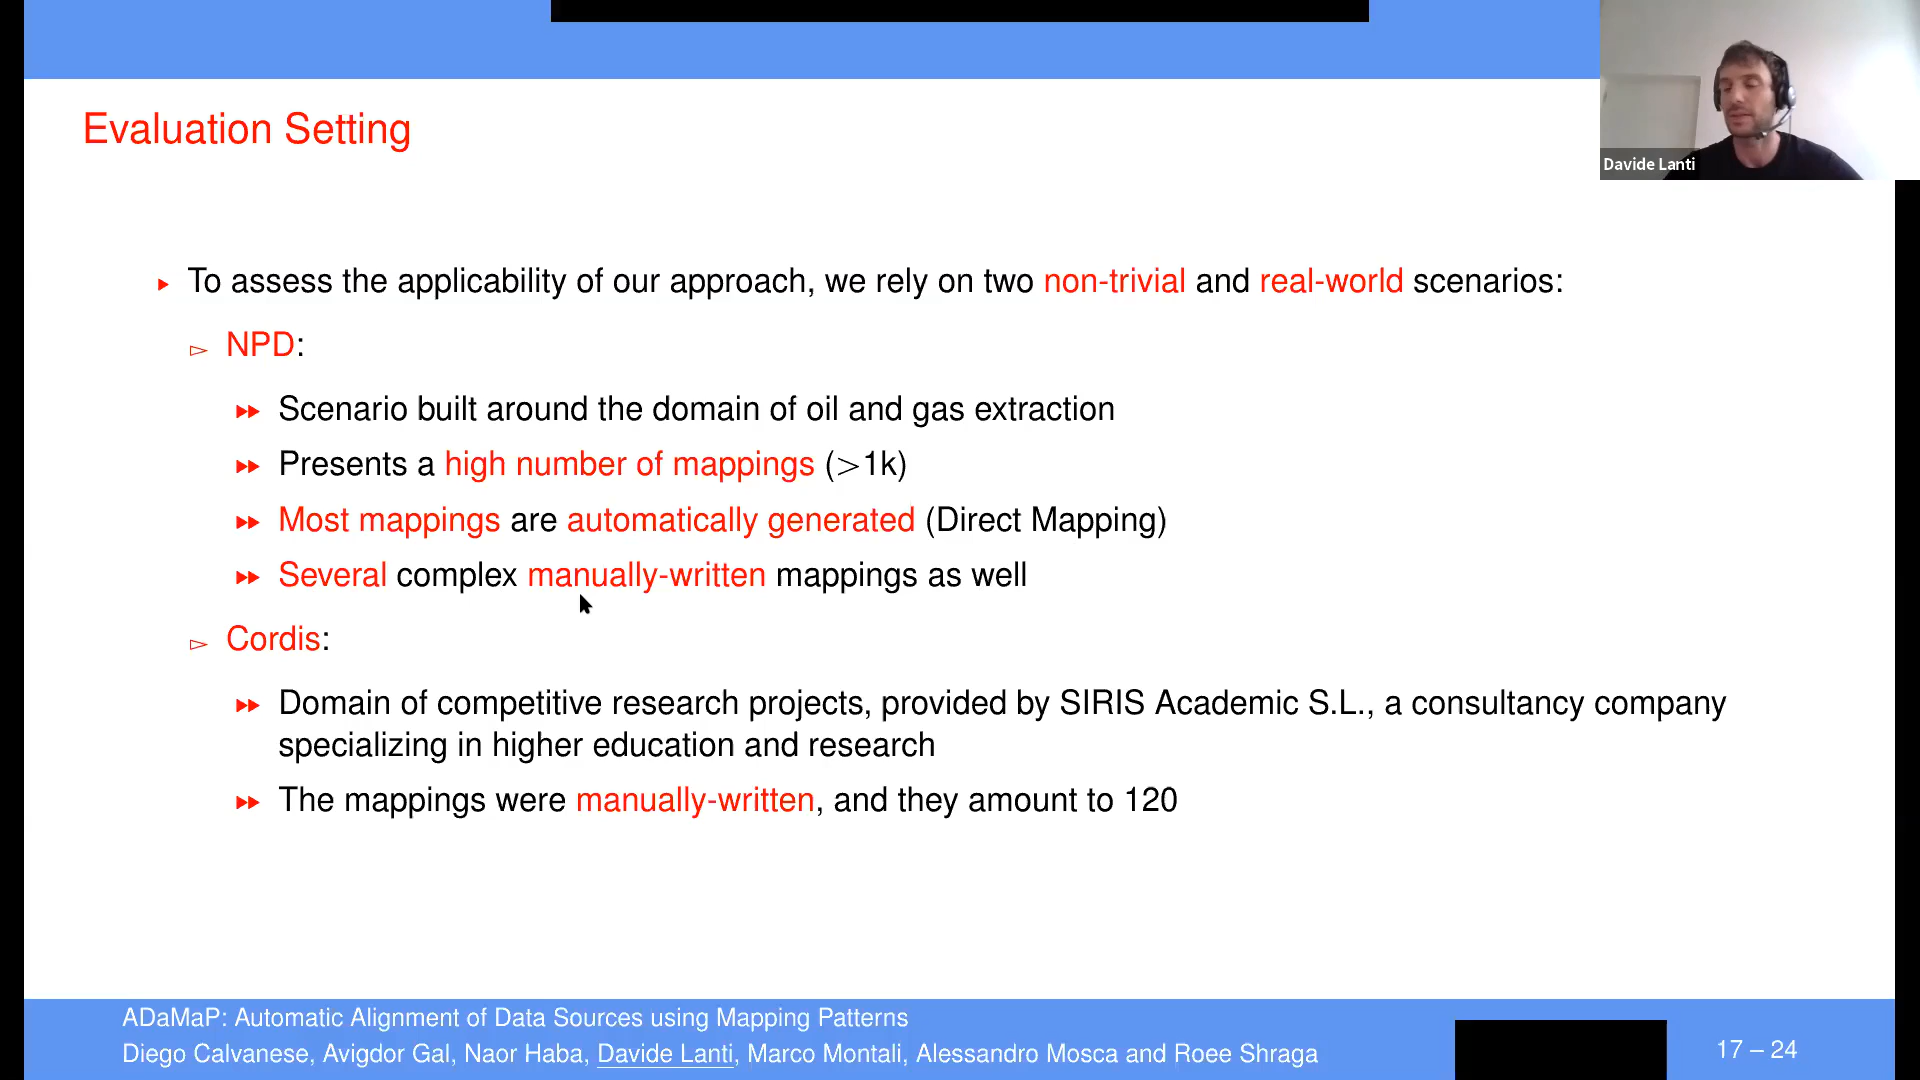 Davide Lanti
Evaluation Setting
To assess the applicability of our approach, we rely on two non-trivial and real-world scenarios:
NPD:
Scenario built around the domain of oil and gas extraction
Presents a high number of mappings (>1k)
Most mappings are automatically generated (Direct Mapping)
Several complex manually-written mappings as well
Cordis:
Domain of competitive research projects, provided by SIRIS Academic S.L., a consultancy company
specializing in higher education and research
The mappings were manually-written, and they amount to 120
ADaMaP: Automatic Alignment of Data Sources using Mapping Patterns
Diego Calvanese, Avigdor Gal, Naor Haba, Davide Lanti, Marco Montali, Alessandro Mosca and Roee Shraga
17 – 24